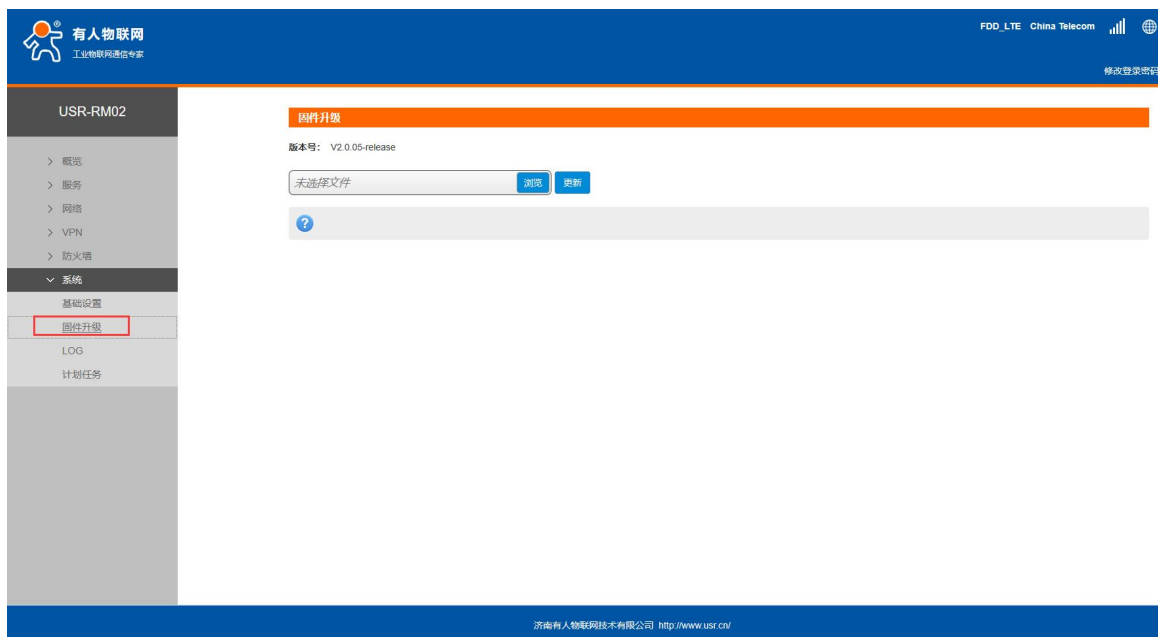 有人物联网
工业物联网通信专家
FDD_LTE China Telecom
修改登录密码
USR-RM02
概览
服务
网络
VPN
防火墙
系统
基础设置
固件升级
LOG
计划任务
固件升级
版本号： V2.0.05-release
未选择文件 浏览 更新
济南有人物联网技术有限公司 http://www.usr.cn/